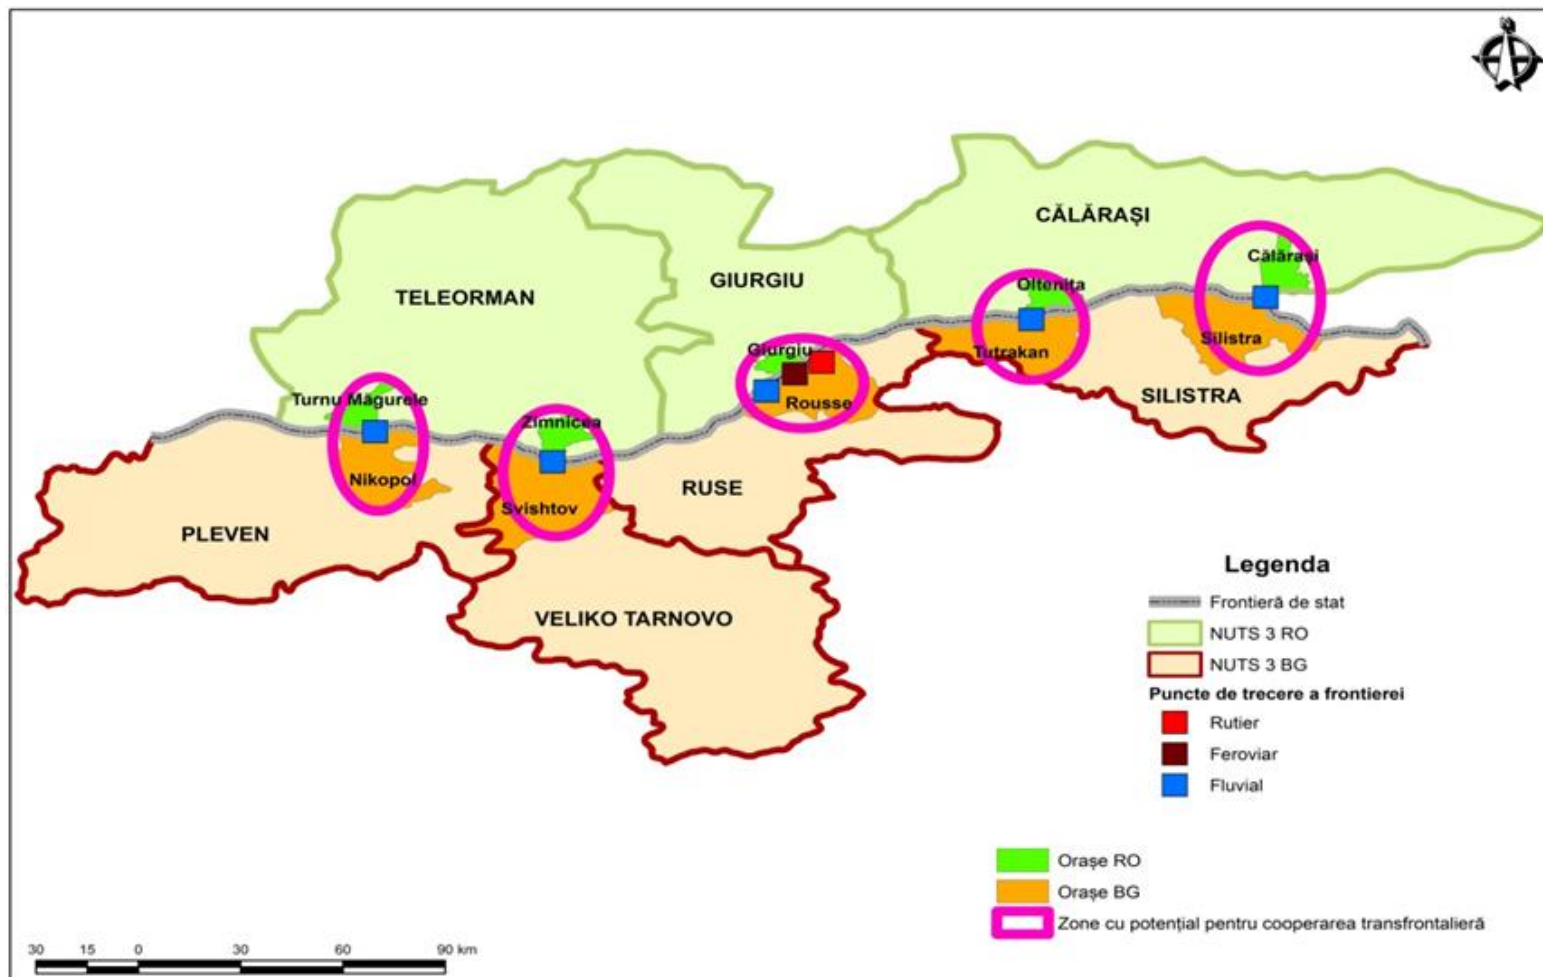 CĂLĂRAȘI
Călărași
GIURGIU
Oltenița
TELEORMAN
Giurgiu
Tutrakan
Silistra
Turnu Măgurele
Rousse
SILISTRA
Zimnicea
Nikopol
RUSE
Svishtov
PLEVEN
VELIKO TARNOVO
Legenda
Frontieră de stat
NUTS 3 RO
NUTS 3 BG
Puncte de trecere a frontierei
Rutier
Feroviar
Fluvial
Orașe RO
Orașe BG
Zone cu potențial pentru cooperarea transfrontalieră
30 15 0 30 60 90 km